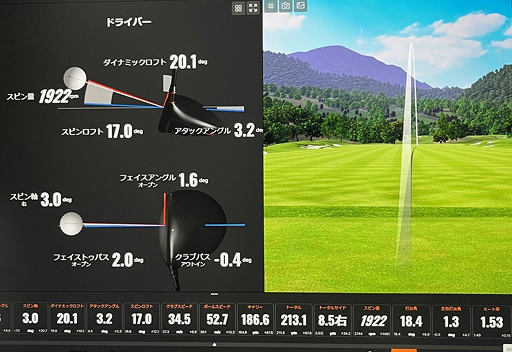 ドライバー
ダイナミックロフト 20.1 deg
スピン量 1922 rpm
スピンロフト 17.0 deg
アタックアングル 3.2 de
フェイスアングル
オープン 1.6 deg
スピン軸
右 3.0 deg
フェイストゥパス
オープン 2.0 deg
クラブパス
アウトイン -0.4 deg
スピン軸 ダイナミックロフト アタックアングル スピンロフト クラブスピード ボールスピード キャリー トータル トータルサイド スピン量 打出角 左右打出角 ミート率
3.0 20.1 3.2 17.0 34.5 52.7 186.6 213.1 8.5右 1922 18.4 1.3 1.53